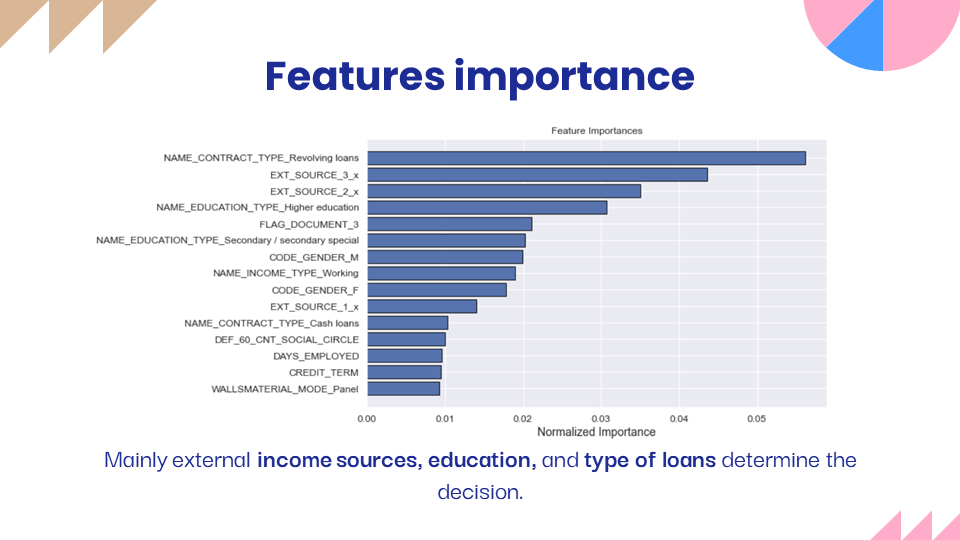 Features importance
Feature Importances
NAME_CONTRACT_TYPE_Revolving loans
EXT_SOURCE_3_x
EXT_SOURCE_2_x
NAME_EDUCATION_TYPE_Higher education
FLAG_DOCUMENT_3
NAME_EDUCATION_TYPE_Secondary / secondary special
CODE_GENDER_M
NAME_INCOME_TYPE_Working
CODE_GENDER_F
EXT_SOURCE_1_x
NAME_CONTRACT_TYPE_Cash loans
DEF_60_CNT_SOCIAL_CIRCLE
DAYS_EMPLOYED
CREDIT_TERM
WALLSMATERIAL_MODE_Panel
0.00 0.01 0.02 0.03 0.04 0.05
Normalized Importance
Mainly external income sources, education, and type of loans determine the
decision.